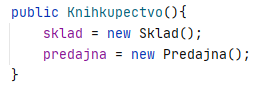 public Knihkupectvo(){
    sklad = new Sklad();
    predajna = new Predajna();
}